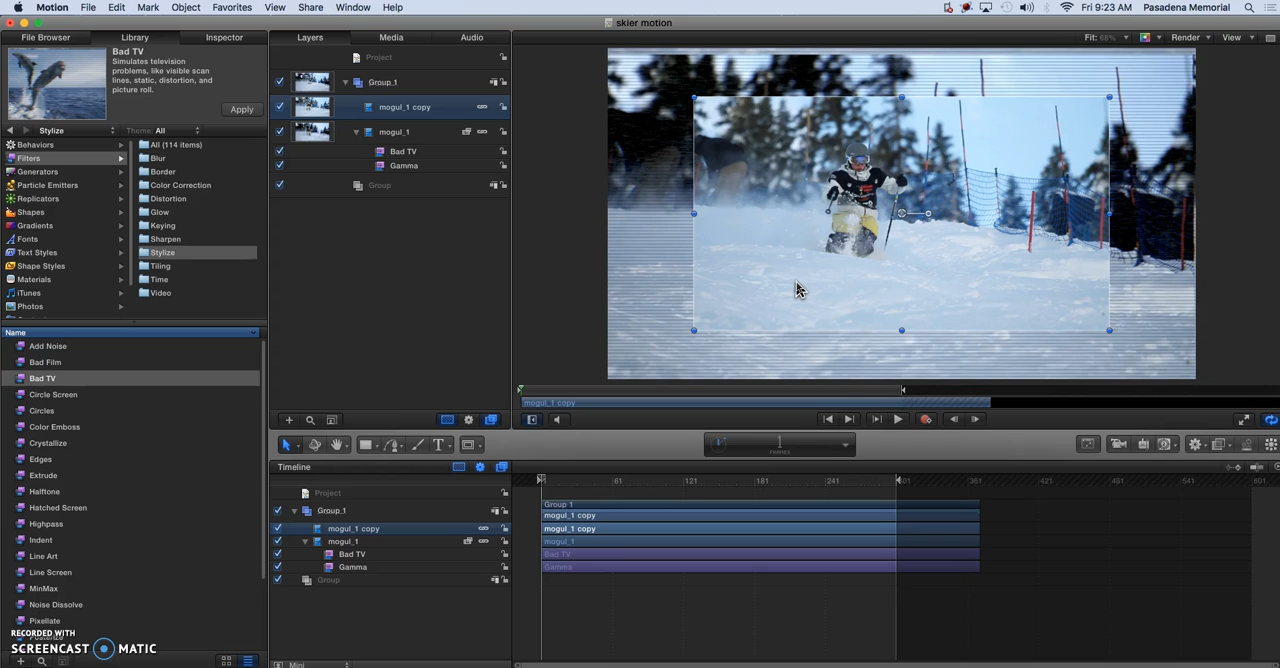 Motion File Edit Mark Object Favorites View Share Window Help
Fri 9:23 AM Pasadena Memorial
skier motion
File Browser Library Inspector
Layers Media Audio
Fit: 68% Render View
Bad TV
Simulates television
problems, like visible scan
lines, static, distortion, and
picture roll.
Apply
Stylize Theme: All
Behaviors
Filters
Generators
Particle Emitters
Replicators
Shapes
Gradients
Fonts
Text Styles
Shape Styles
Materials
iTunes
Photos
All (114 items)
Blur
Border
Color Correction
Distortion
Glow
Keying
Sharpen
Stylize
Tiling
Time
Video
Name
Add Noise
Bad Film
Bad TV
Circle Screen
Circles
Color Emboss
Crystallize
Edges
Extrude
Halftone
Hatched Screen
Highpass
Indent
Line Art
Line Screen
MinMax
Noise Dissolve
Pixellate
RECORDED WITH
SCREENCAST MATIC
Project
Group_1
mogul_1 copy
mogul_1
Bad TV
Gamma
Group
mogul_1 copy
1
FRAMES
Timeline
1 61 121 181 241 301 361 421 481 541 601
Project
Group_1
mogul_1 copy
mogul_1
Bad TV
Gamma
Group
Group 1
mogul_1 copy
mogul_1 copy
mogul_1
Bad TV
Gamma
Mini